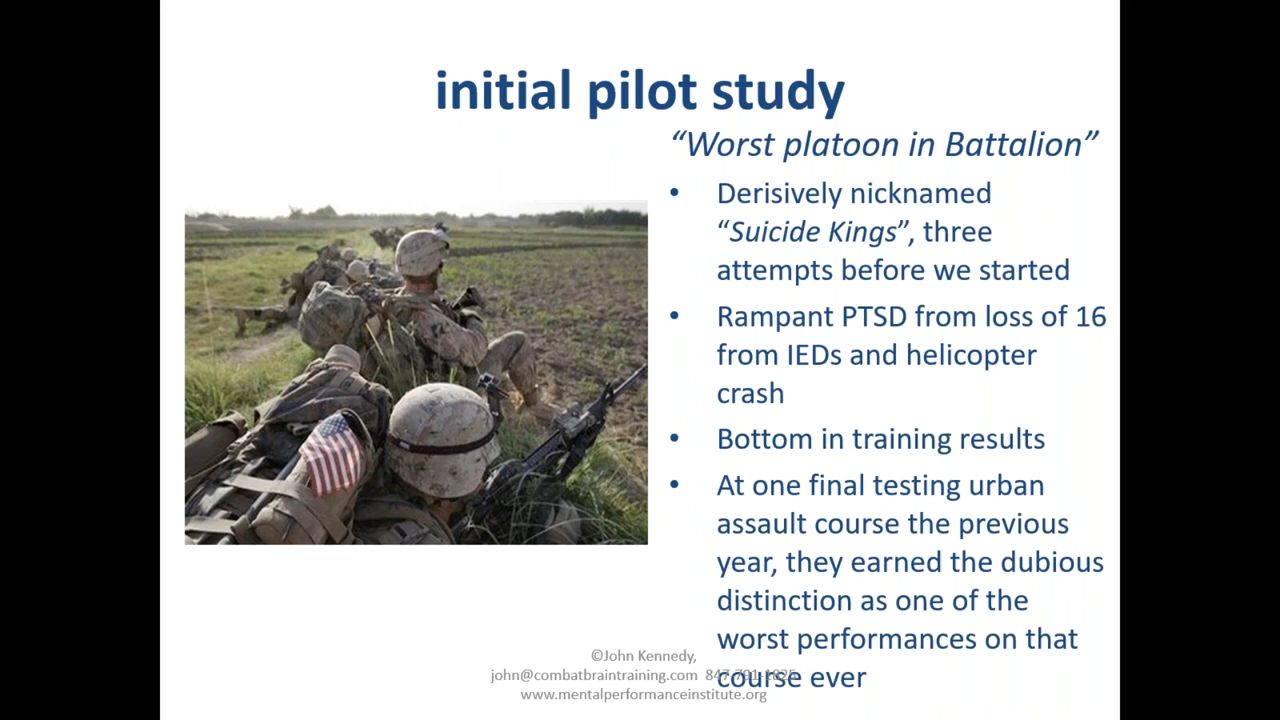 initial pilot study
“Worst platoon in Battalion”
• Derisively nicknamed
“Suicide Kings”, three
attempts before we started
• Rampant PTSD from loss of 16
from IEDs and helicopter
crash
• Bottom in training results
• At one final testing urban
assault course the previous
year, they earned the dubious
distinction as one of the
worst performances on that
course ever
©John Kennedy,
john@combatbraintraining.com 847-791-
www.mentalperformanceinstitute.org